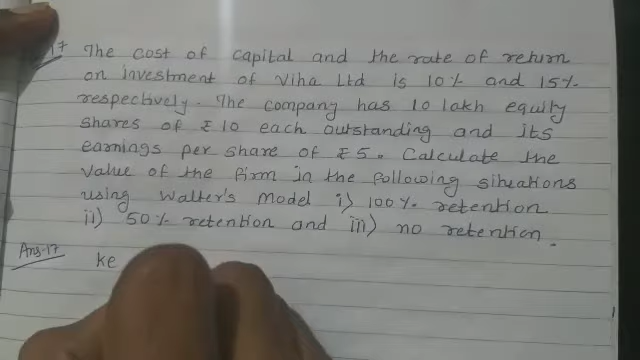 17 The cost of capital and the rate of return
on investment of Viha Ltd is 10% and 15%
respectively. The company has 10 lakh equity
shares of ₹10 each outstanding and its
earnings per share of ₹5. Calculate the
value of the firm in the following situations
using Walter's Model i) 100% retention
ii) 50% retention and iii) no retention.
Ans-17 ke